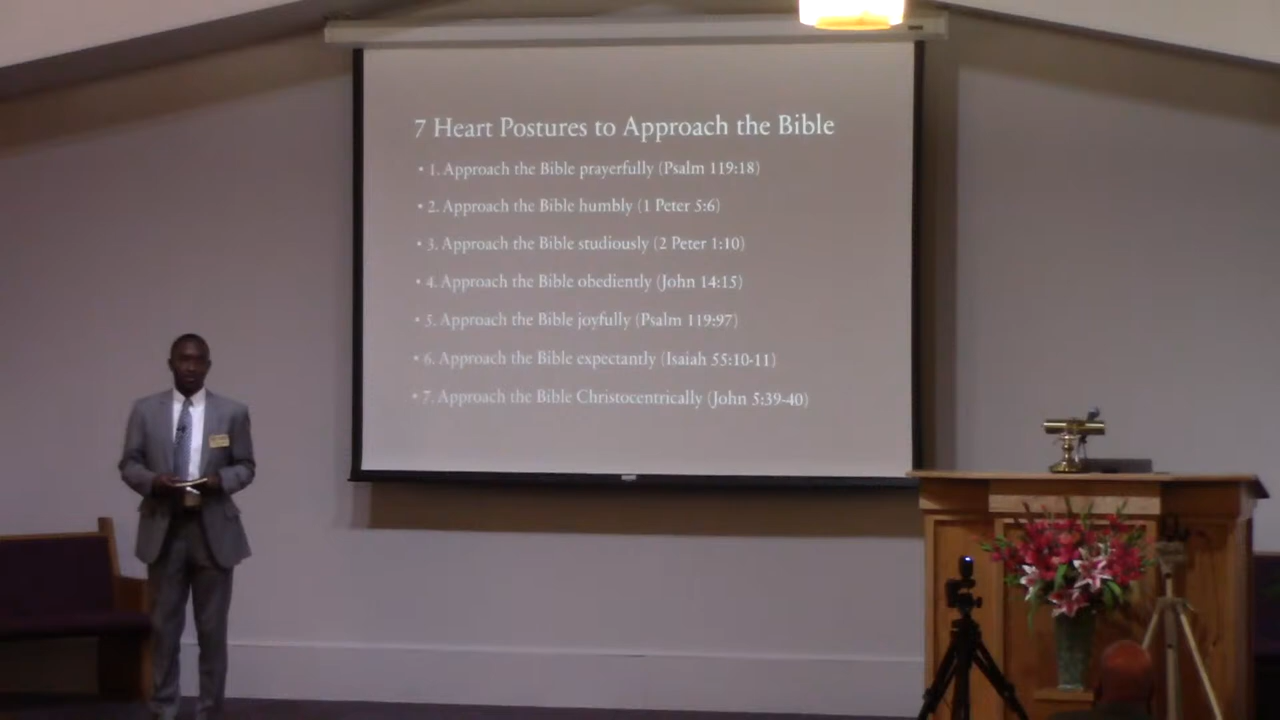 7 Heart Postures to Approach the Bible
• 1. Approach the Bible prayerfully (Psalm 119:18)
• 2. Approach the Bible humbly (1 Peter 5:6)
• 3. Approach the Bible studiously (2 Peter 1:10)
• 4. Approach the Bible obediently (John 14:15)
• 5. Approach the Bible joyfully (Psalm 119:97)
• 6. Approach the Bible expectantly (Isaiah 55:10-11)
• 7. Approach the Bible Christocentrically (John 5:39-40)